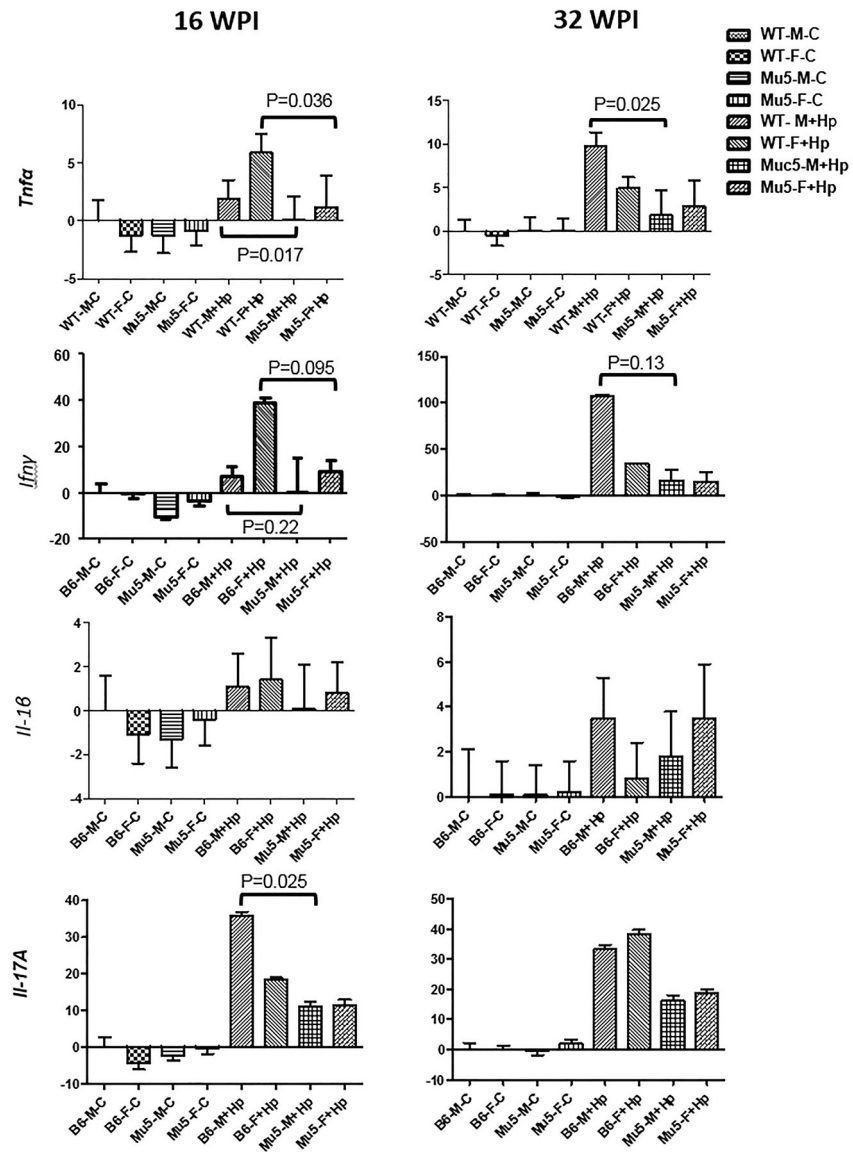 16 WPI
32 WPI
WT-M-C
WT-F-C
Mu5-M-C
Mu5-F-C
WT- M+Hp
WT-F+Hp
Muc5-M+Hp
Mu5-F+Hp
Tnfα
10
5
0
-5
P=0.036
P=0.017
WT-M-C
WT-F-C
Mu5-M-C
Mu5-F-C
WT-M+Hp
WT-F+Hp
Mu5-M+Hp
Mu5-F+Hp
15
10
5
0
-5
P=0.025
WT-M-C
WT-F-C
Mu5-M-C
Mu5-F-C
WT-M+Hp
WT-F+Hp
Mu5-M+Hp
Mu5-F+Hp
Ifnγ
60
40
20
0
-20
P=0.095
P=0.22
B6-M-C
B6-F-C
Mu5-M-C
Mu5-F-C
B6-M+Hp
B6-F+Hp
Mu5-M+Hp
Mu5-F+Hp
150
100
50
0
-50
P=0.13
B6-M-C
B6-F-C
Mu5-M-C
Mu5-F-C
B6-M+Hp
B6-F+Hp
Mu5-M+Hp
Mu5-F+Hp
Il-1β
4
2
0
-2
-4
B6-M-C
B6-F-C
Mu5-M-C
Mu5-F-C
B6-M+Hp
B6-F+Hp
Mu5-M+Hp
Mu5-F+Hp
8
6
4
2
0
B6-M-C
B6-F-C
Mu5-M-C
Mu5-F-C
B6-M+Hp
B6-F+Hp
Mu5-M+Hp
Mu5-F+Hp
Il-17A
40
30
20
10
0
-10
P=0.025
B6-M-C
B6-F-C
Mu5-M-C
Mu5-F-C
B6-M+Hp
B6-F+Hp
Mu5-M+Hp
Mu5-F+Hp
50
40
30
20
10
0
-10
B6-M-C
B6-F-C
Mu5-M-C
Mu5-F-C
B6-M+Hp
B6-F+Hp
Mu5-M+Hp
Mu5-F+Hp